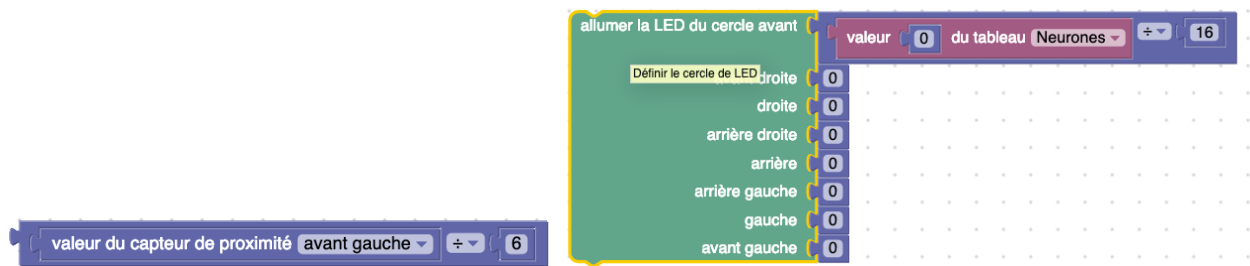 allumer la LED du cercle avant valeur 0 du tableau Neurones ÷ 16
Définir le cercle de LED droite 0
droite 0
arrière droite 0
arrière 0
arrière gauche 0
gauche 0
avant gauche 0
valeur du capteur de proximité avant gauche ÷ 6